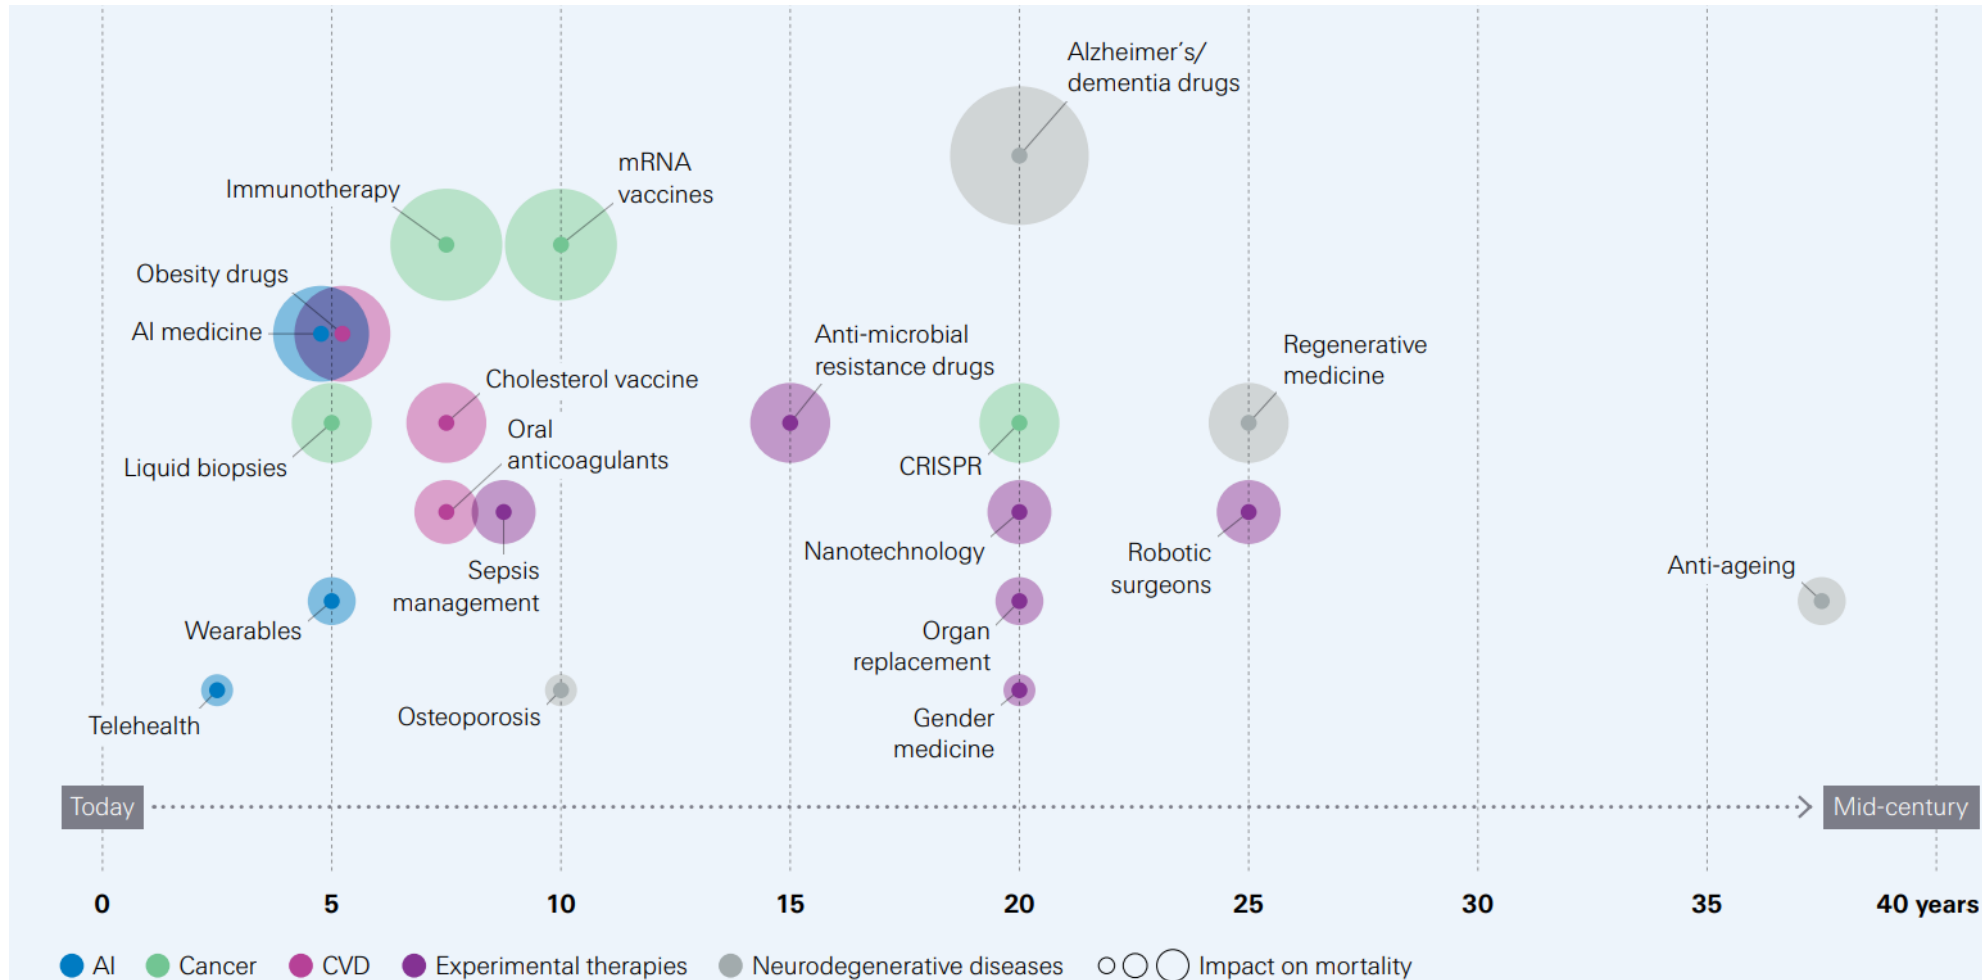 Alzheimer´s/
dementia drugs
mRNA
vaccines
Immunotherapy
Obesity drugs
AI medicine
Anti-microbial
resistance drugs
Regenerative
medicine
Cholesterol vaccine
Oral
anticoagulants
Liquid biopsies
CRISPR
Nanotechnology
Robotic
surgeons
Sepsis
management
Anti-ageing
Wearables
Organ
replacement
Telehealth
Osteoporosis
Gender
medicine
Today
Mid-century
0 5 10 15 20 25 30 35 40 years
AI Cancer CVD Experimental therapies Neurodegenerative diseases Impact on mortality